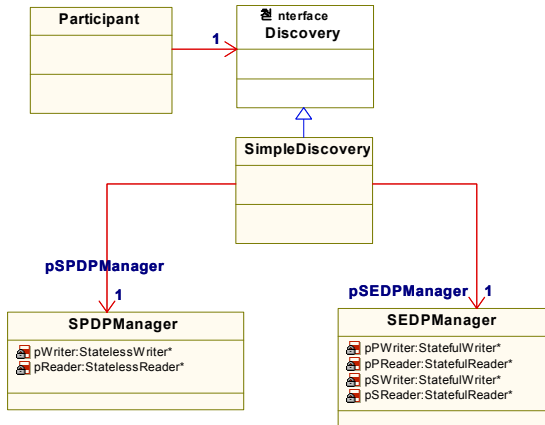 Participant
쳔 nterface
Discovery
1
SimpleDiscovery
pSPDPManager
1
pSEDPManager
1
SPDPManager
pWriter:StatelessWriter*
pReader:StatelessReader*
SEDPManager
pPWriter:StatefulWriter*
pPReader:StatefulReader*
pSWriter:StatefulWriter*
pSReader:StatefulReader*